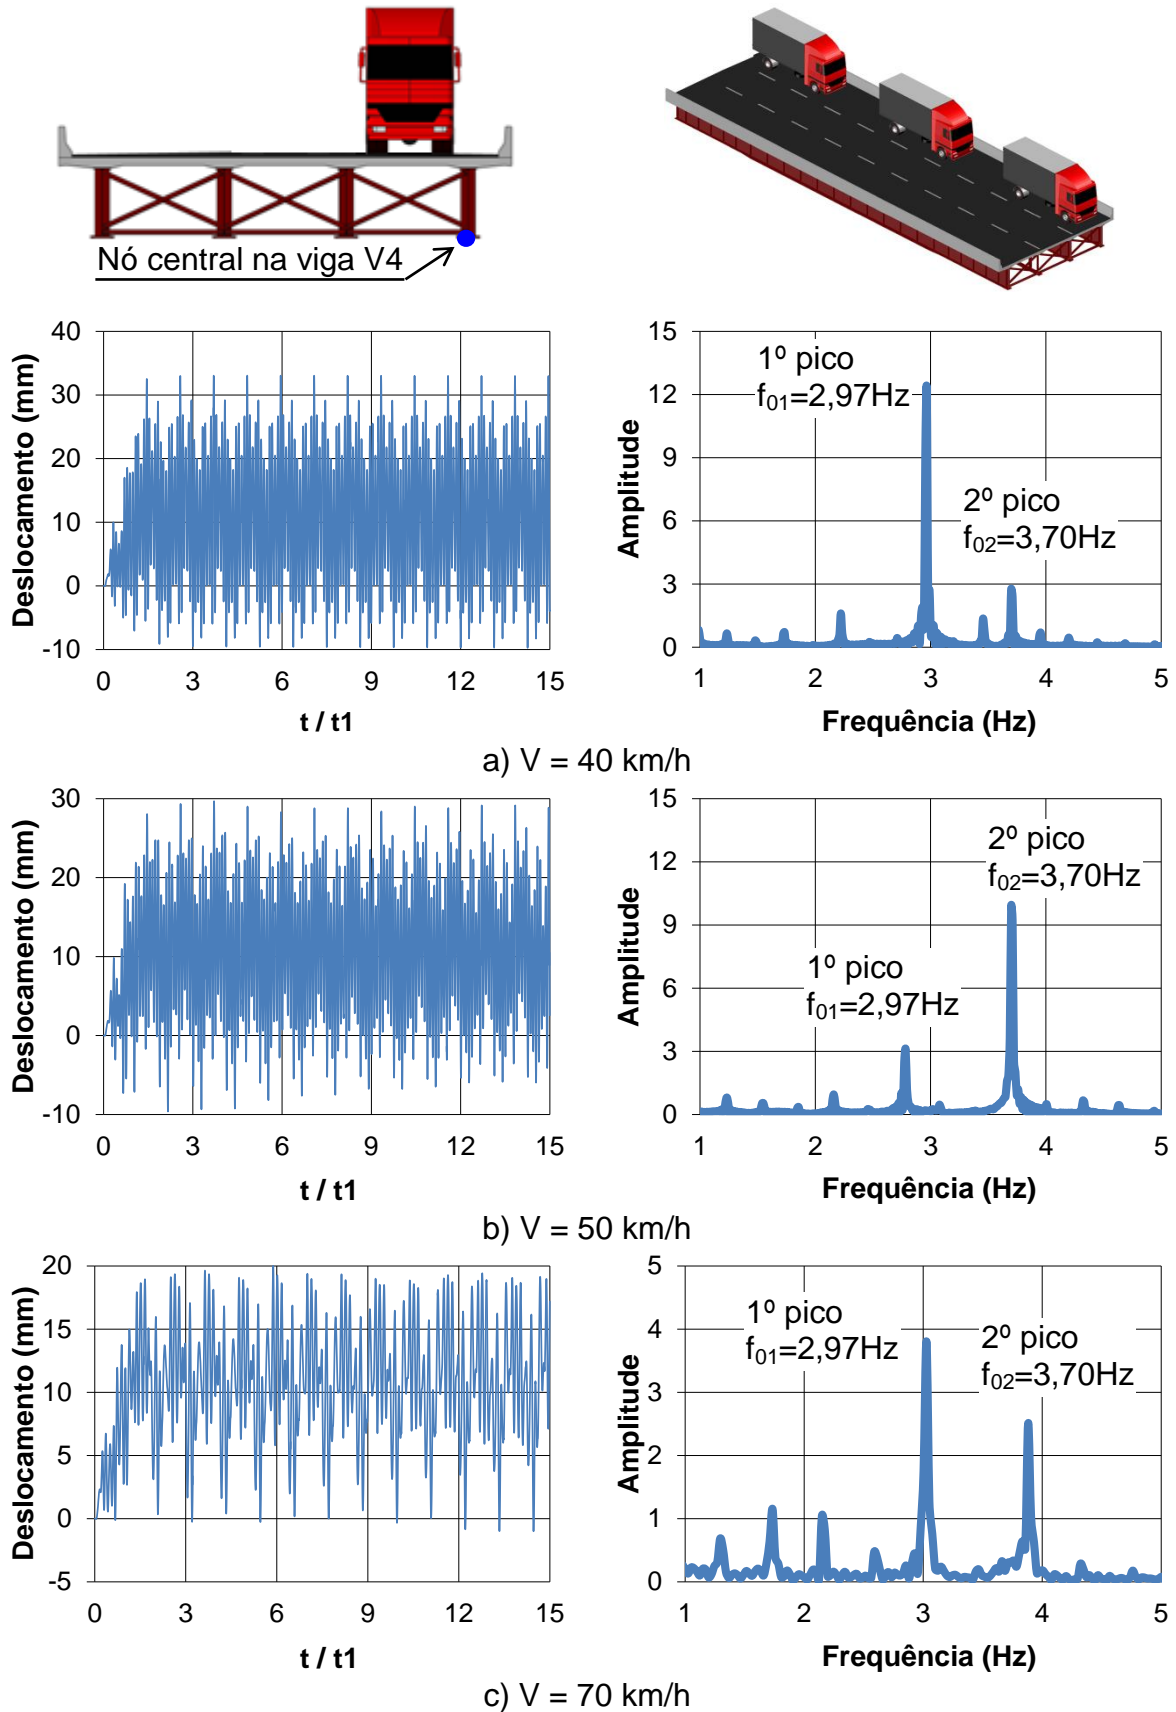 Nó central na viga V4
Deslocamento (mm)
40
30
20
10
0
-10
0 3 6 9 12 15
t / t1
Amplitude
15
12
9
6
3
0
1º pico
f01=2,97Hz
2º pico
f02=3,70Hz
1 2 3 4 5
Frequência (Hz)
a) V = 40 km/h
Deslocamento (mm)
30
20
10
0
-10
0 3 6 9 12 15
t / t1
Amplitude
15
12
9
6
3
0
2º pico
f02=3,70Hz
1º pico
f01=2,97Hz
1 2 3 4 5
Frequência (Hz)
b) V = 50 km/h
Deslocamento (mm)
20
15
10
5
0
-5
0 3 6 9 12 15
t / t1
Amplitude
5
4
3
2
1
0
1º pico
f01=2,97Hz
2º pico
f02=3,70Hz
1 2 3 4 5
Frequência (Hz)
c) V = 70 km/h